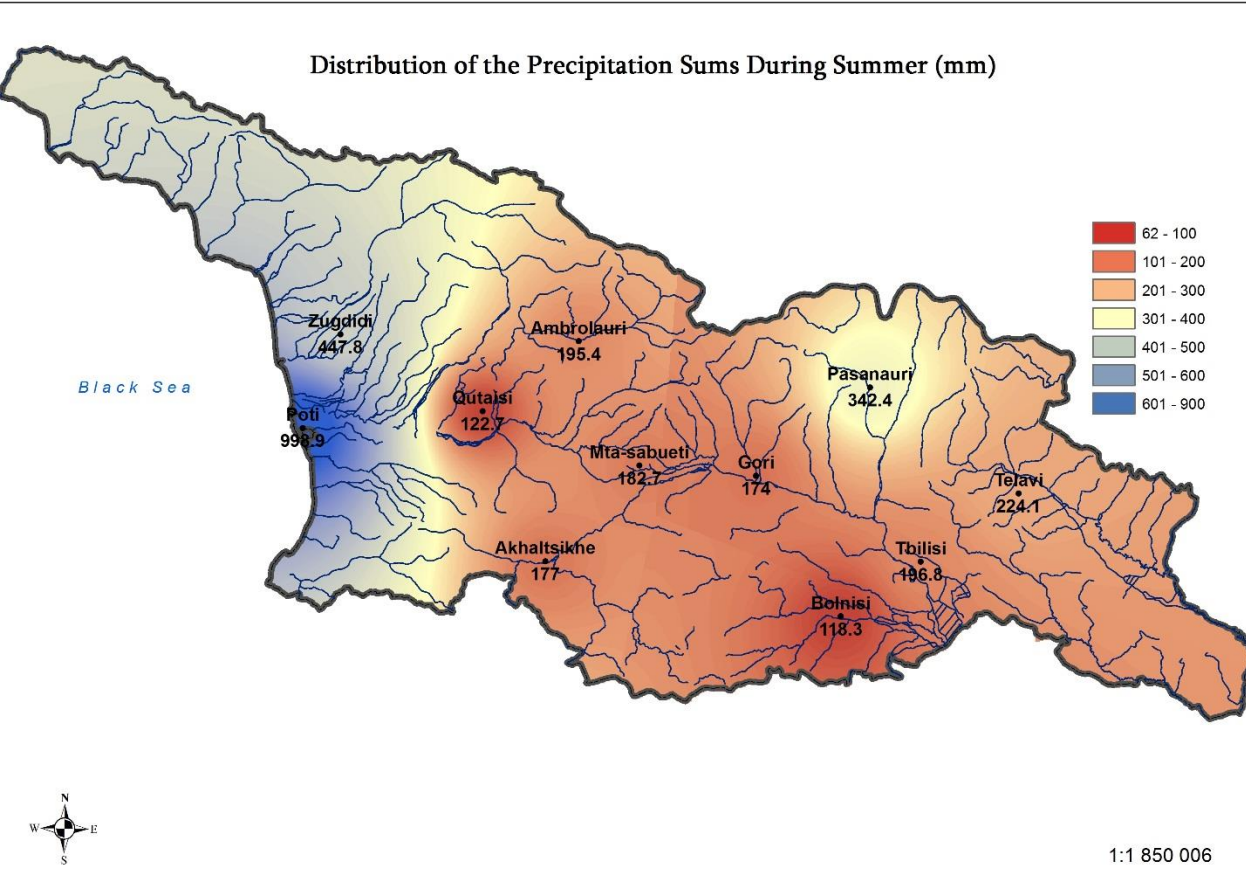 Distribution of the Precipitation Sums During Summer (mm)
62 - 100
101 - 200
201 - 300
301 - 400
401 - 500
501 - 600
601 - 900
Zugdidi
447.8
Ambrolauri
195.4
Black Sea
Pasanauri
342.4
Qutaisi
122.7
Poti
998.9
Mta-sabueti
182.7
Gori
174
Telavi
224.1
Akhaltsikhe
177
Tbilisi
196.8
Bolnisi
118.3
N
W E
S
1:1 850 006